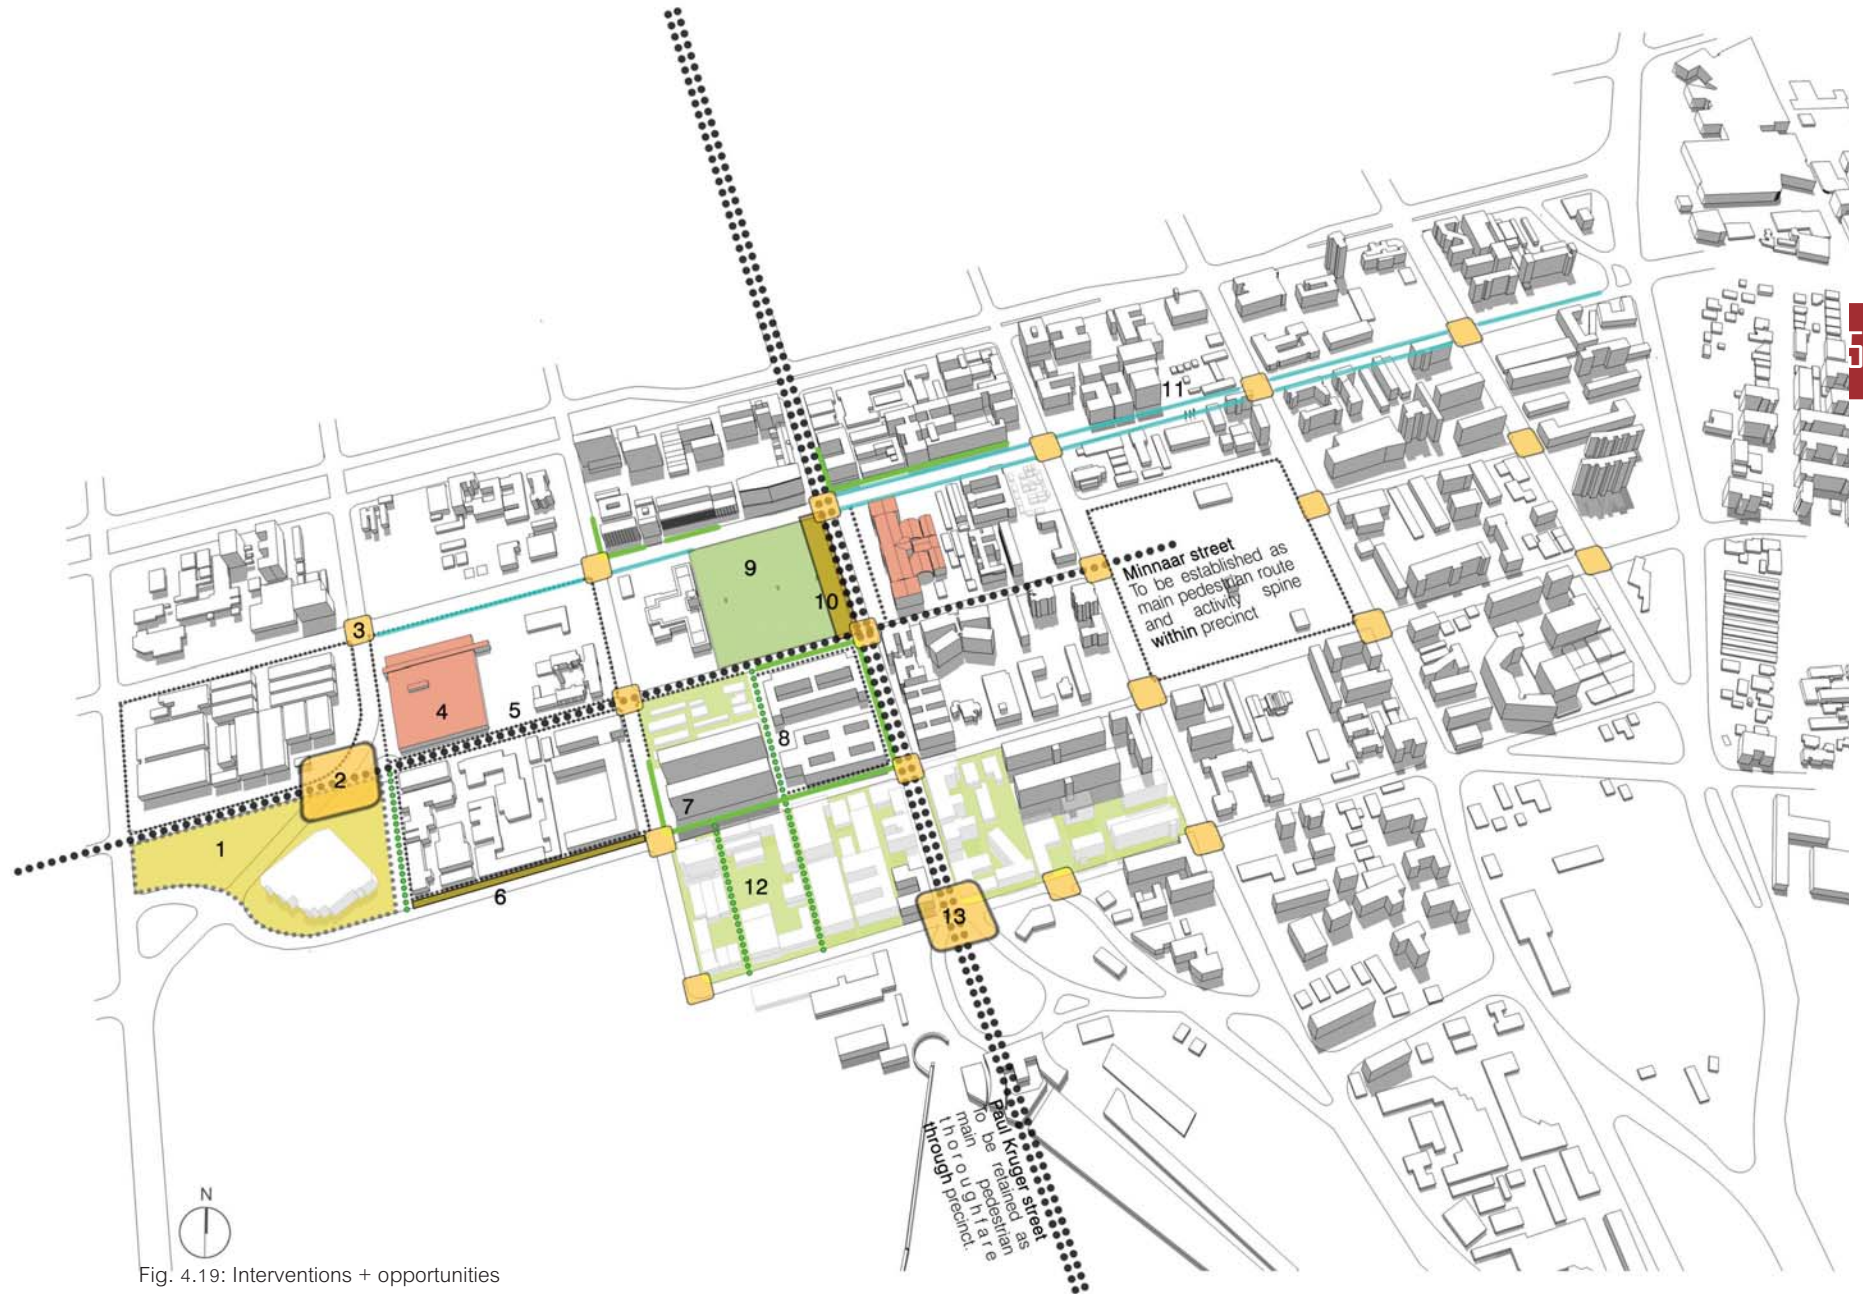 11
Minnaar street
To be established as
main pedestrian route
and activity spine
within precinct
9
10
3
4
5
8
2
7
1
12
6
13
Paul Kruger street
To be retained as
main pedestrian
thoroughfare
through precinct.
N
Fig. 4.19: Interventions + opportunities